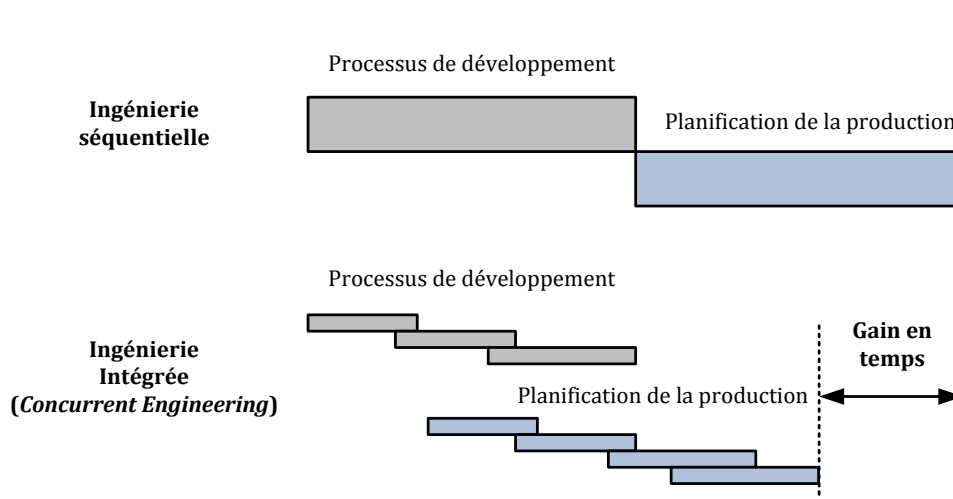 Processus de développement
Ingénierie
séquentielle
Planification de la production
Processus de développement
Ingénierie
Intégrée
(Concurrent Engineering)
Gain en
temps
Planification de la production